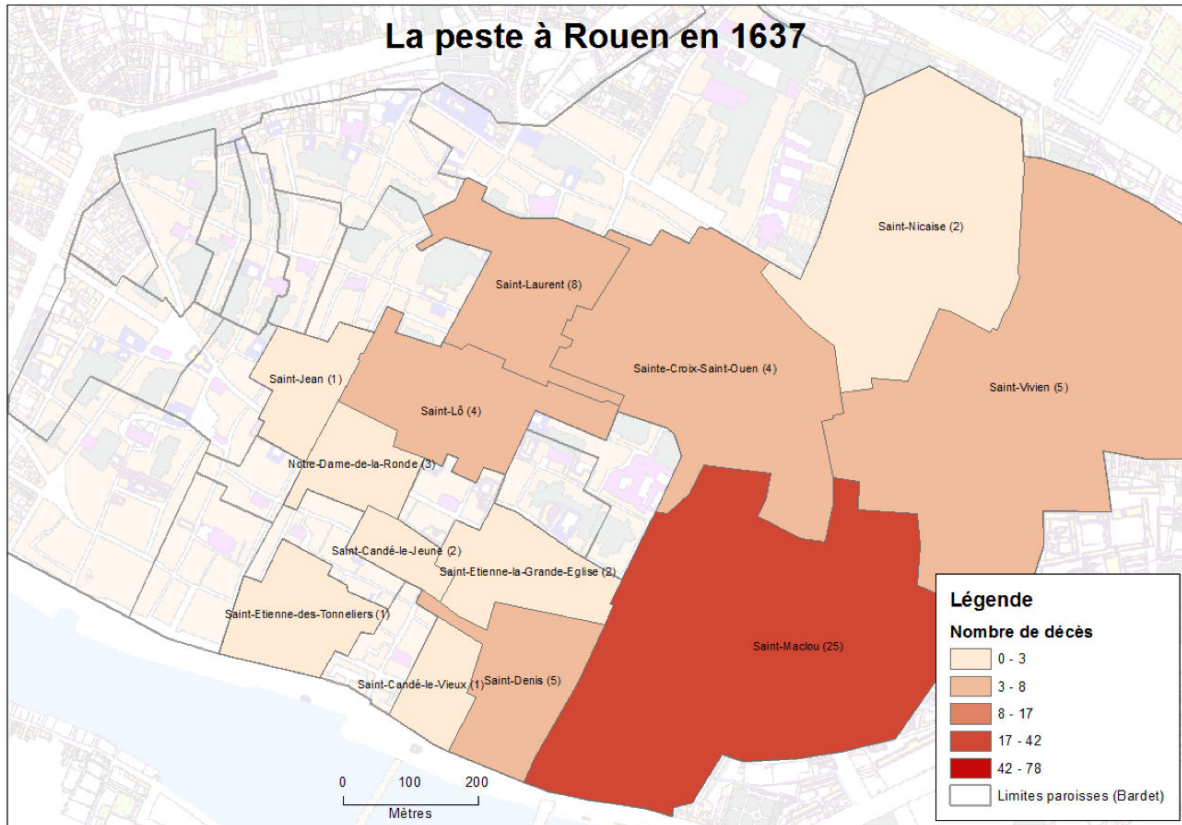 La peste à Rouen en 1637
Saint-Nicaise (2)
Saint-Laurent (8)
Sainte-Croix-Saint-Ouen (4)
Saint-Jean (1)
Saint-Vivien (5)
Saint-Lô (4)
Notre-Dame-de-la-Ronde (3)
Saint-Candé-le-Jeune (2)
Saint-Etienne-la-Grande-Eglise (2)
Saint-Etienne-des-Tonneliers (1)
Saint-Maclou (25)
Saint-Candé-le-Vieux (1)
Saint-Denis (5)
0 100 200
Mètres
Légende
Nombre de décès
0 - 3
3 - 8
8 - 17
17 - 42
42 - 78
Limites paroisses (Bardet)